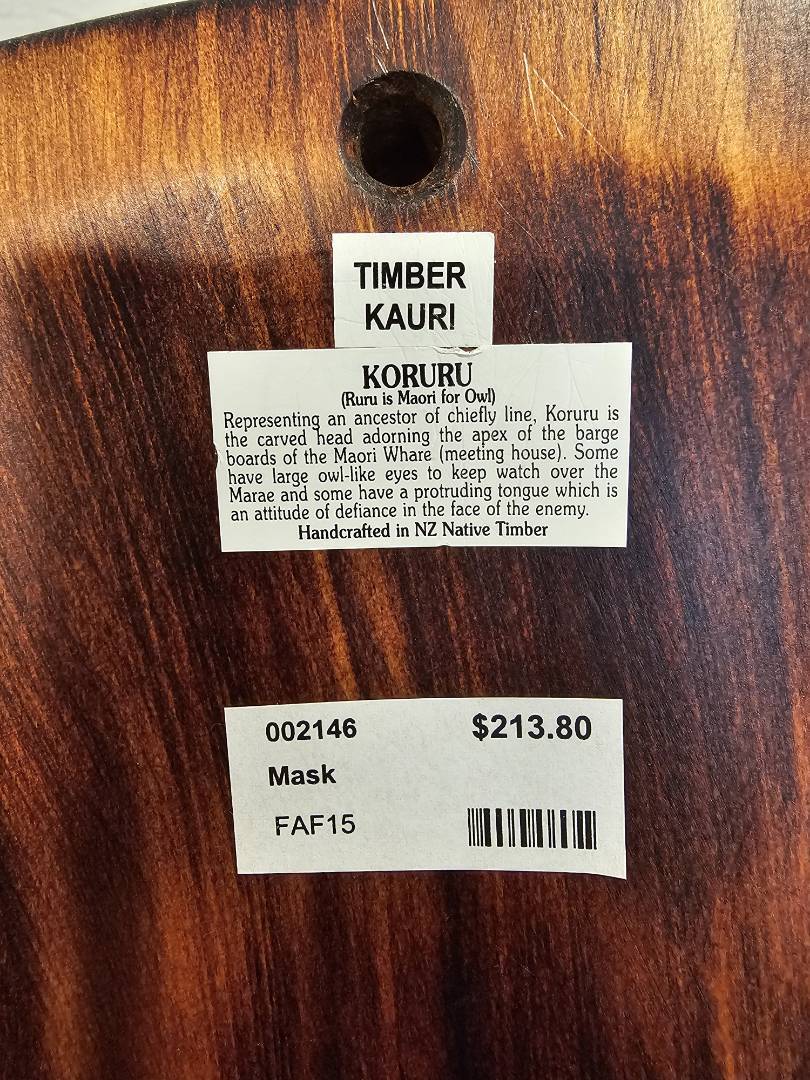 TIMBER
KAURI
KORURU
(Ruru is Maori for Owl)
Representing an ancestor of chiefly line, Koruru is
the carved head adorning the apex of the barge
boards of the Maori Whare (meeting house). Some
have large owl-like eyes to keep watch over the
Marae and some have a protruding tongue which is
an attitude of defiance in the face of the enemy.
Handcrafted in NZ Native Timber
002146 $213.80
Mask
FAF15